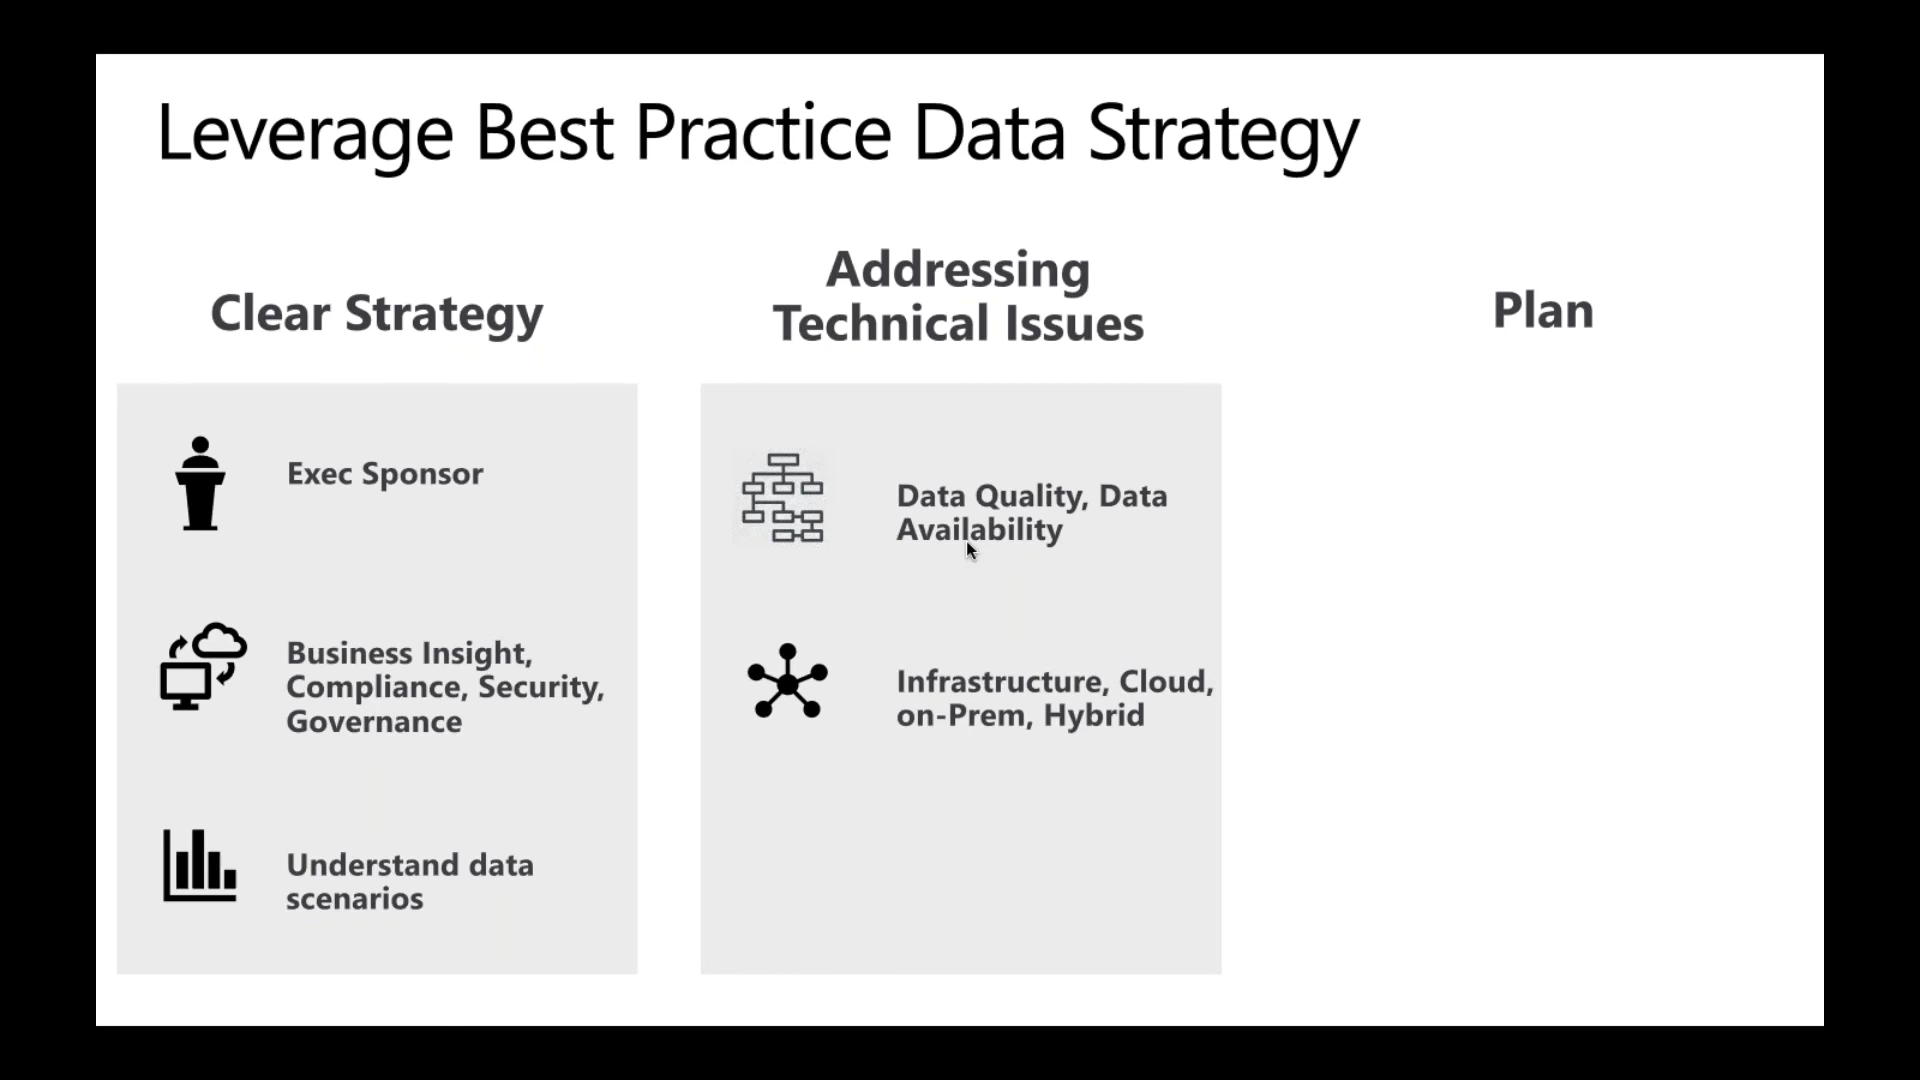 Leverage Best Practice Data Strategy
Clear Strategy
Exec Sponsor
Business Insight,
Compliance, Security,
Governance
Understand data
scenarios
Addressing
Technical Issues
Data Quality, Data
Availability
Infrastructure, Cloud,
on-Prem, Hybrid
Plan